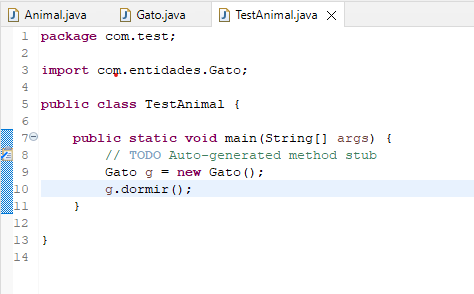 Animal.java Gato.java TestAnimal.java
1 package com.test;
2
3 import com.entidades.Gato;
4
5 public class TestAnimal {
6
7 public static void main(String[] args) {
8 // TODO Auto-generated method stub
9 Gato g = new Gato();
10 g.dormir();
11 }
12
13 }
14